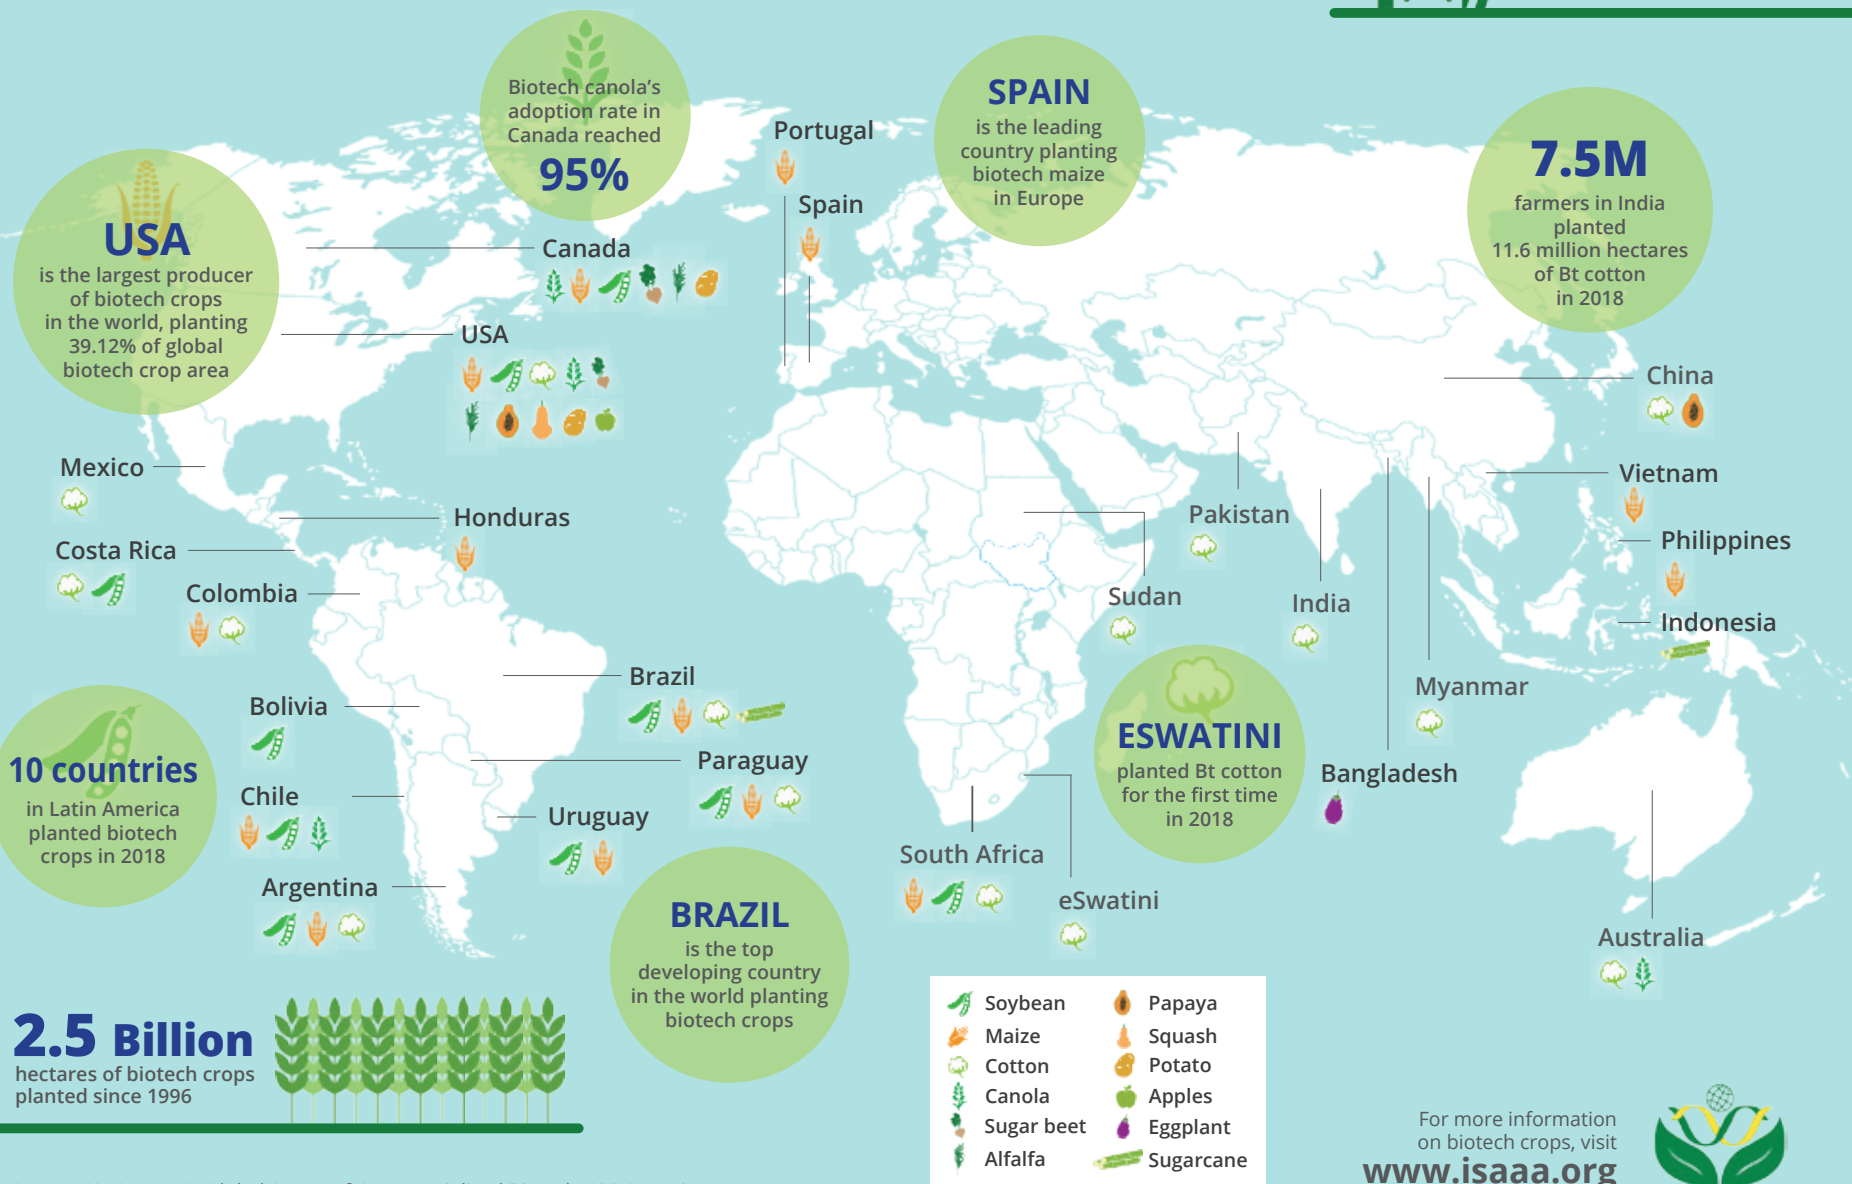 Biotech canola's
adoption rate in
Canada reached
95%
SPAIN
is the leading
country planting
biotech maize
in Europe
7.5M
farmers in India
planted
11.6 million hectares
of Bt cotton
in 2018
USA
is the largest producer
of biotech crops
in the world, planting
39.12% of global
biotech crop area
Portugal
Spain
Canada
USA
China
Mexico
Vietnam
Honduras
Pakistan
Philippines
Costa Rica
Colombia
Sudan
India
Indonesia
Brazil
Myanmar
Bolivia
10 countries
in Latin America
planted biotech
crops in 2018
ESWATINI
planted Bt cotton
for the first time
in 2018
Paraguay
Bangladesh
Chile
Uruguay
South Africa
Argentina
eSwatini
BRAZIL
is the top
developing country
in the world planting
biotech crops
Australia
2.5 Billion
hectares of biotech crops
planted since 1996
Soybean
Maize
Cotton
Canola
Sugar beet
Alfalfa
Papaya
Squash
Potato
Apples
Eggplant
Sugarcane
For more information
on biotech crops, visit
www.isaaa.org